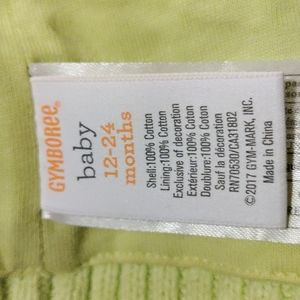 GYMBOREE
baby
12-24
months
Shell:100% Cotton
Lining:100% Cotton
Exclusive of decoration
Extérieur:100% Coton
Doublure:100% Coton
Sauf la décoration
RN70530/CA31802
©2017 GYM-MARK, INC.
Made in China